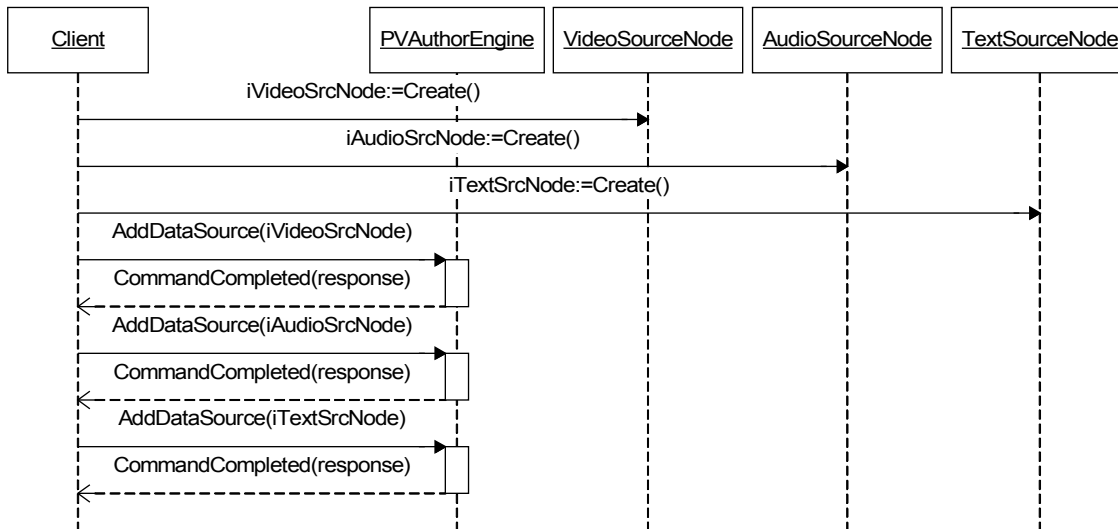 Client
PVAuthorEngine
VideoSourceNode
AudioSourceNode
TextSourceNode
iVideoSrcNode:=Create()
iAudioSrcNode:=Create()
iTextSrcNode:=Create()
AddDataSource(iVideoSrcNode)
CommandCompleted(response)
AddDataSource(iAudioSrcNode)
CommandCompleted(response)
AddDataSource(iTextSrcNode)
CommandCompleted(response)